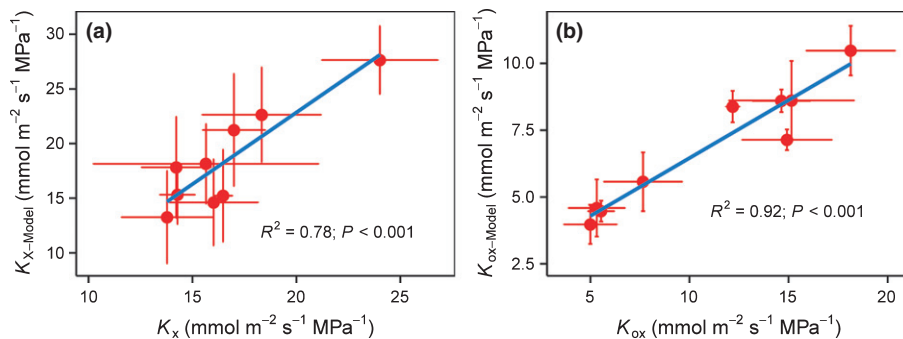 (a)
30
25
20
15
10
K_X–Model (mmol m⁻² s⁻¹ MPa⁻¹)
R² = 0.78; P < 0.001
10 15 20 25
K_x (mmol m⁻² s⁻¹ MPa⁻¹)
(b)
10.0
7.5
5.0
2.5
K_ox–Model (mmol m⁻² s⁻¹ MPa⁻¹)
R² = 0.92; P < 0.001
5 10 15 20
K_ox (mmol m⁻² s⁻¹ MPa⁻¹)